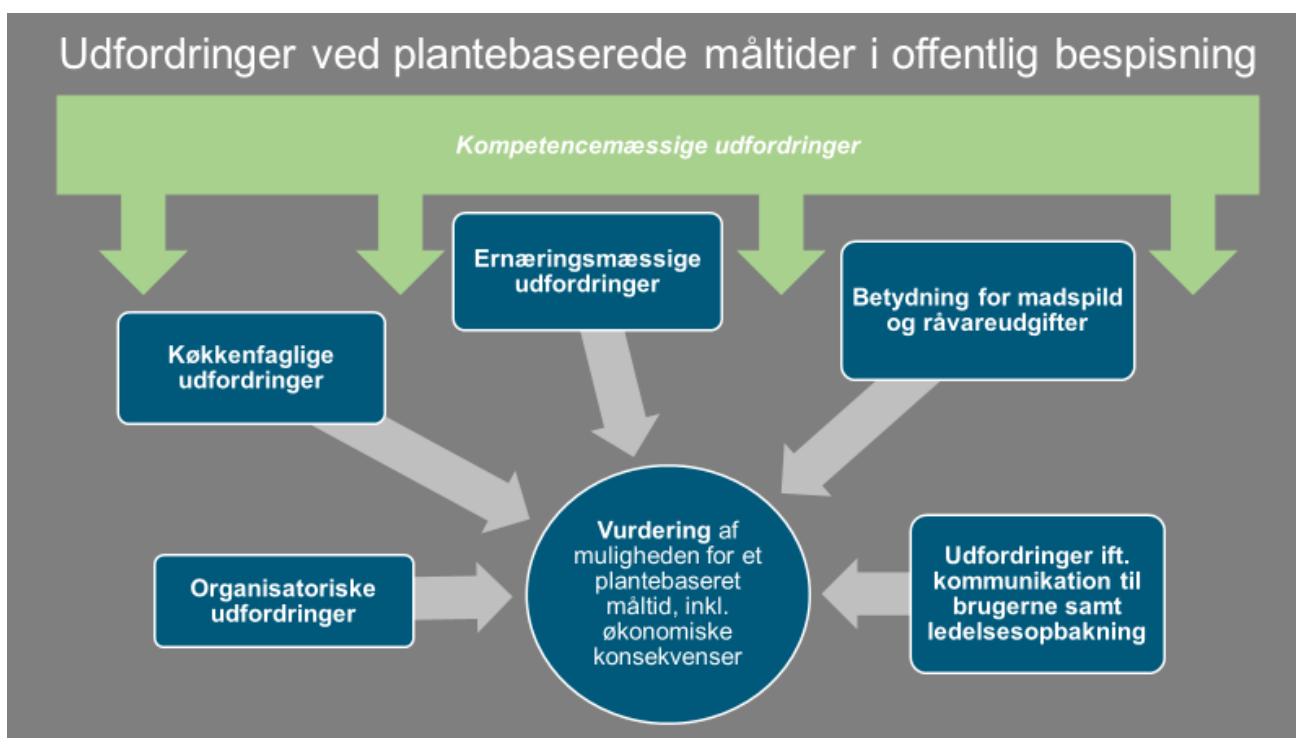 Udfordringer ved plantebaserede måltider i offentlig bespisning
Kompetencemæssige udfordringer
Ernæringsmæssige
udfordringer
Betydning for madspild
og råvareudgifter
Køkkenfaglige
udfordringer
Vurdering af
muligheden for et
plantebaseret
måltid, inkl.
økonomiske
konsekvenser
Organisatoriske
udfordringer
Udfordringer ift.
kommunikation til
brugerne samt
ledelsesopbakning